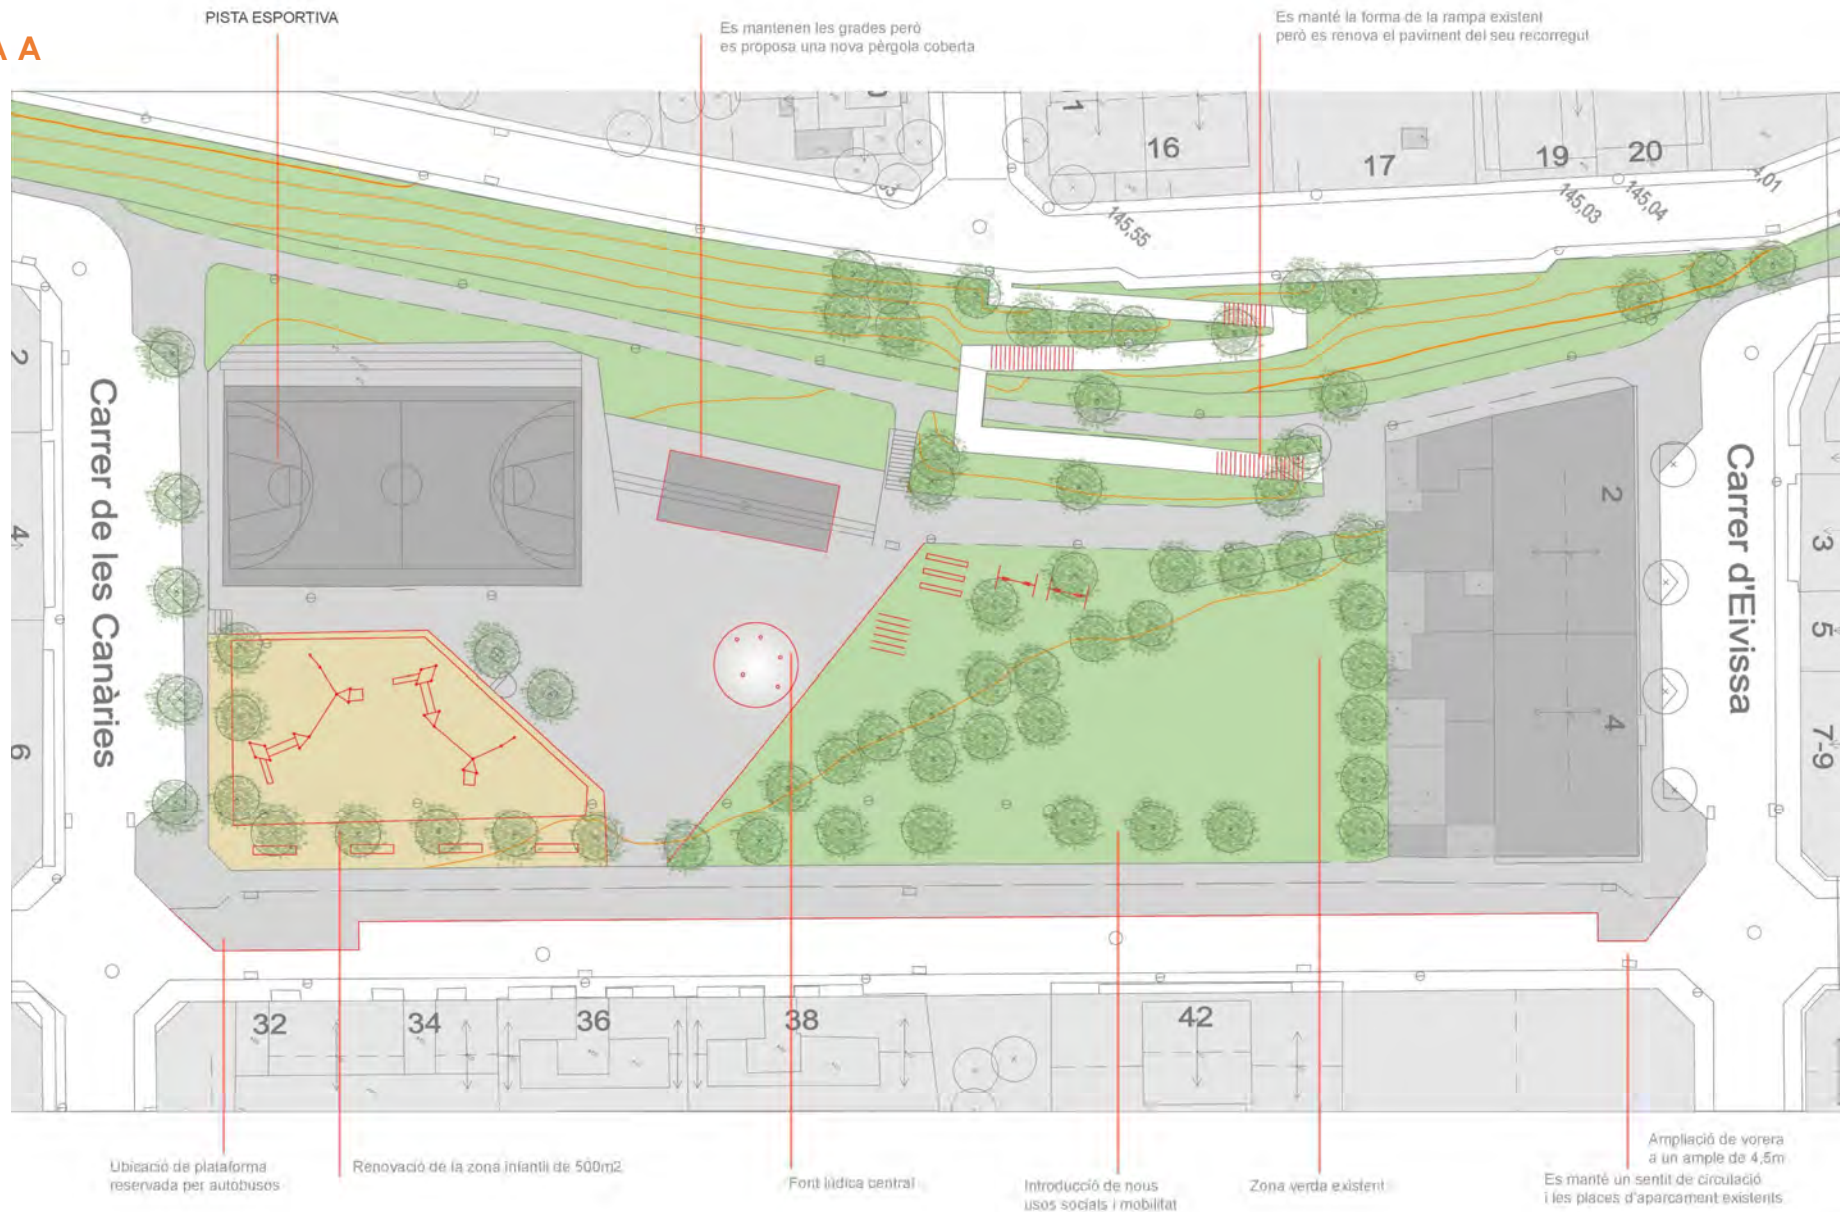 PISTA ESPORTIVA
Es mantenen les grades però
es proposa una nova pèrgola coberta
Es manté la forma de la rampa existent
però es renova el paviment del seu recorregut
A
16
17
19
20
145,55
145,03
145,04
4,01
Carrer de les Canàries
Carrer d'Eivissa
2
4
6
2
4
3
5
7-9
32
34
36
38
42
Ubicació de plataforma
reservada per autobusos
Renovació de la zona infantil de 500m2
Font lúdica central
Introducció de nous
usos socials i mobilitat
Zona verda existent
Ampliació de vorera
a un ample de 4,5m
Es manté un sentit de circulació
i les places d'aparcament existents